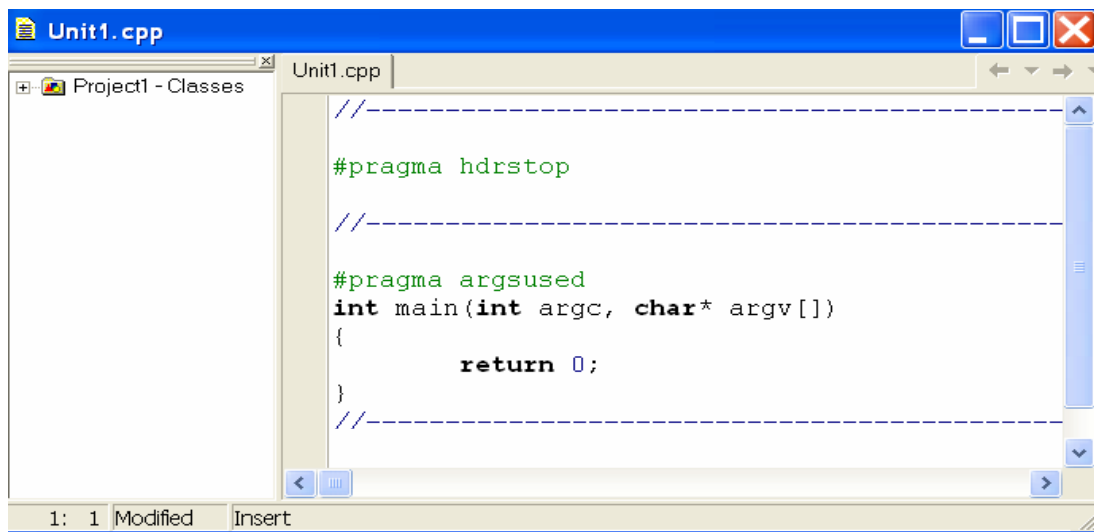 Unit1.cpp
Project1 - Classes
Unit1.cpp
//--------------------------------------------
#pragma hdrstop
//--------------------------------------------
#pragma argsused
int main(int argc, char* argv[])
{
        return 0;
}
//--------------------------------------------
1: 1 Modified Insert